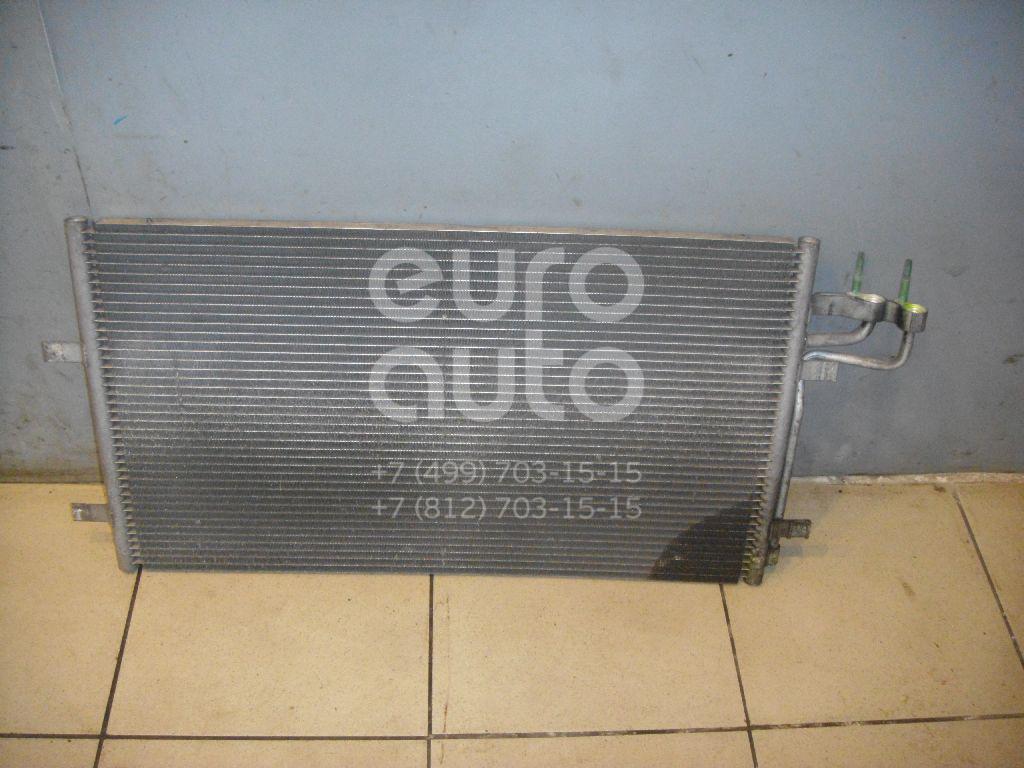 euro
auto
+7 (499) 703-15-15
+7 (812) 703-15-15